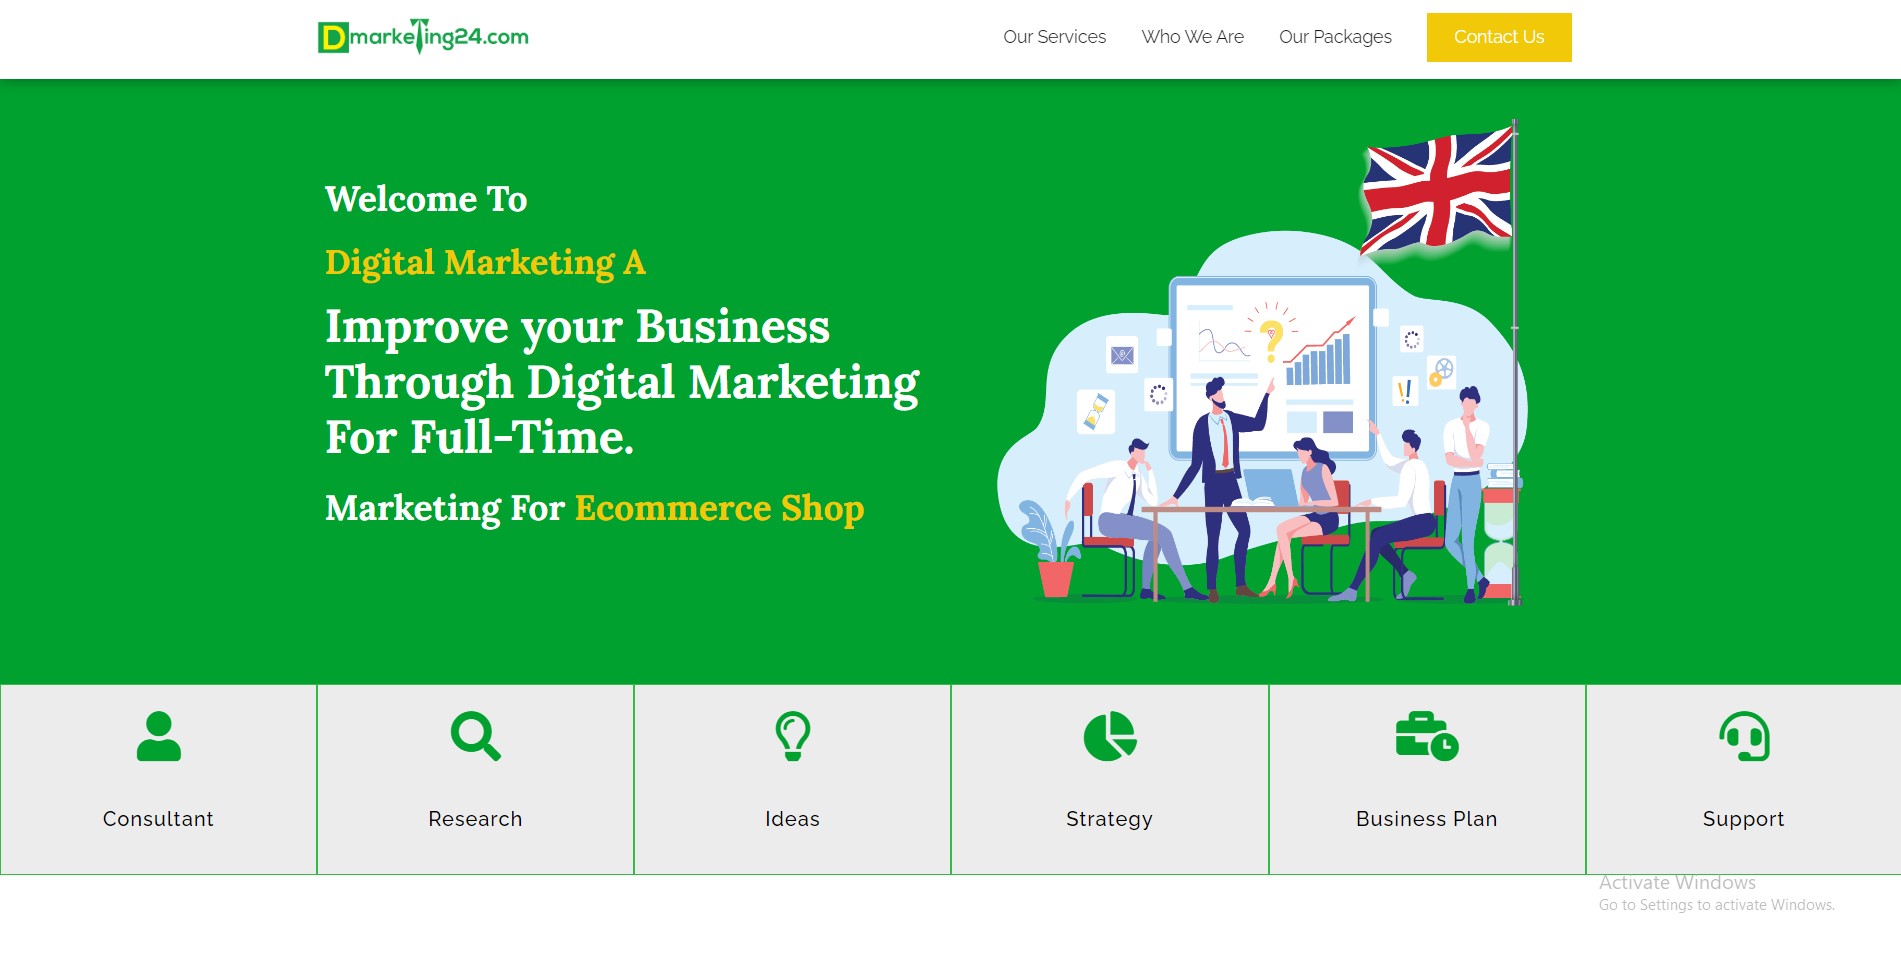 Dmarketing24.com
Our Services
Who We Are
Our Packages
Contact Us
Welcome To
Digital Marketing A
Improve your Business
Through Digital Marketing
For Full-Time.
Marketing For Ecommerce Shop
?
!!
Consultant
Research
Ideas
Strategy
Business Plan
Support
Activate Windows
Go to Settings to activate Windows.